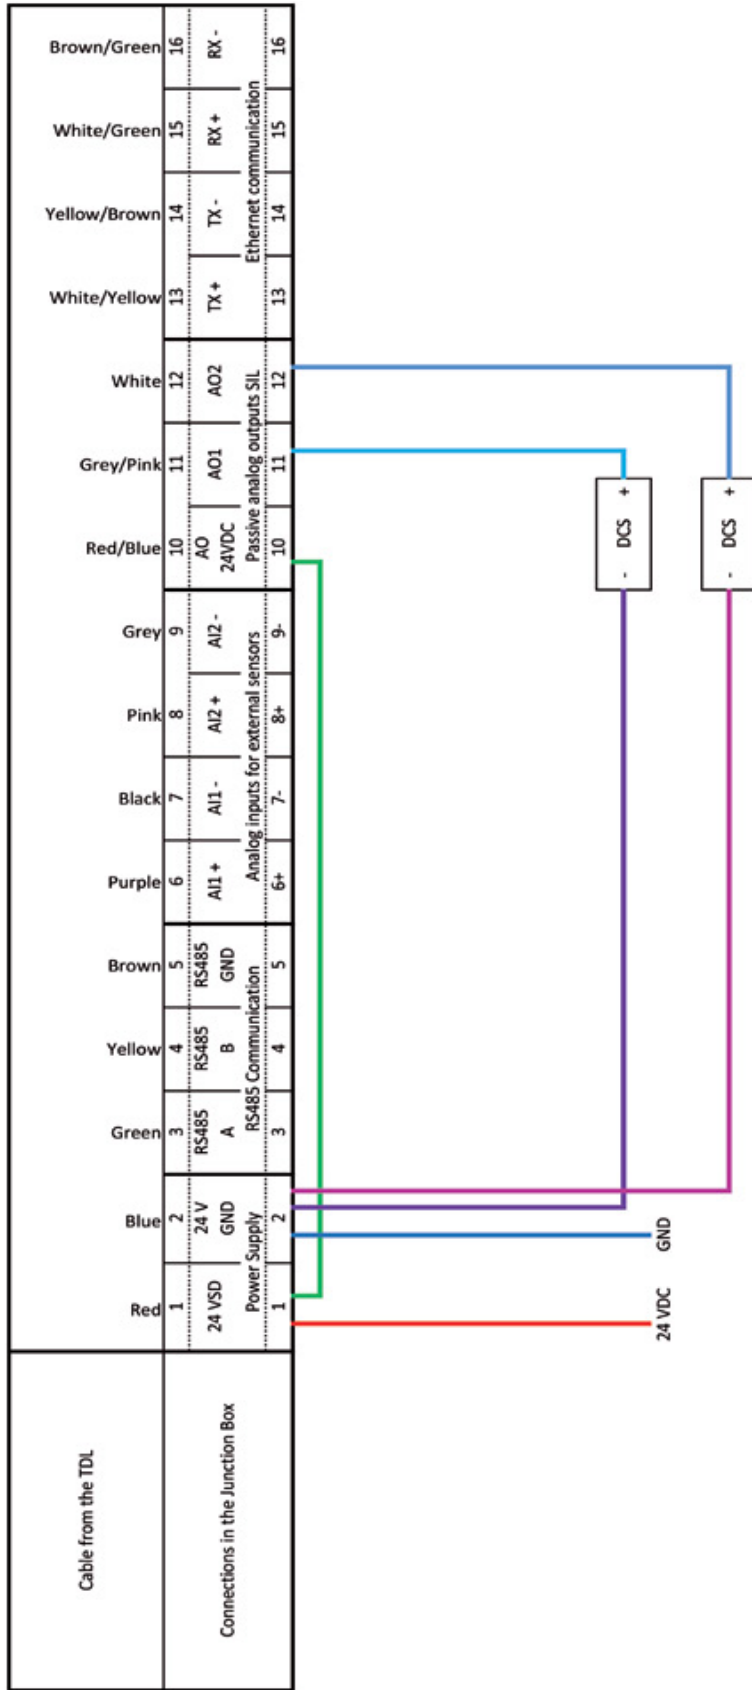 Cable from the TDL
Red
Blue
Green
Yellow
Brown
Purple
Black
Pink
Grey
Red/Blue
Grey/Pink
White
White/Yellow
Yellow/Brown
White/Green
Brown/Green
Connections in the Junction Box
1 2 3 4 5 6 7 8 9 10 11 12 13 14 15 16
24 VSD
24 V GND
RS485 A
RS485 B
RS485 GND
AI1 +
AI1 -
AI2 +
AI2 -
AO 24VDC
AO1
AO2
TX +
TX -
RX +
RX -
Power Supply
RS485 Communication
Analog inputs for external sensors
Passive analog outputs SIL
Ethernet communication
1 2 3 4 5 6+ 7- 8+ 9- 10 11 12 13 14 15 16
- DCS +
- DCS +
24 VDC
GND